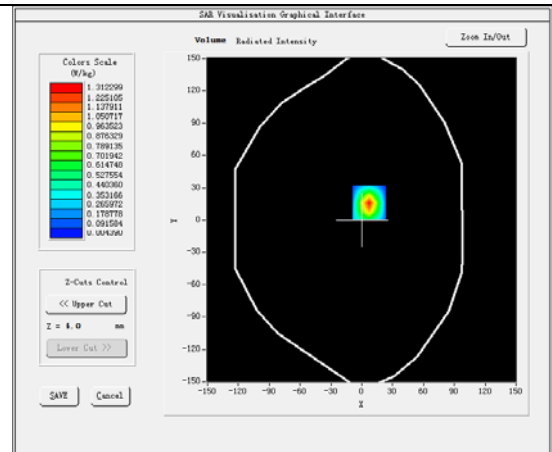 SAR Visualisation Graphical Interface
Volume Radiated Intensity
Zoom In/Out
Colors Scale
(W/kg)
1.312299
1.225105
1.137911
1.050717
0.963523
0.876329
0.789135
0.701942
0.614748
0.527554
0.440360
0.353166
0.265972
0.178778
0.091584
0.004390
Z-Cuts Control
<< Upper Cut
Z = 4.0 mm
Lower Cut >>
SAVE Cancel
150
120
90
60
30
0
-30
-60
-90
-120
-150
Y
-150 -120 -90 -60 -30 0 30 60 90 120 150
X